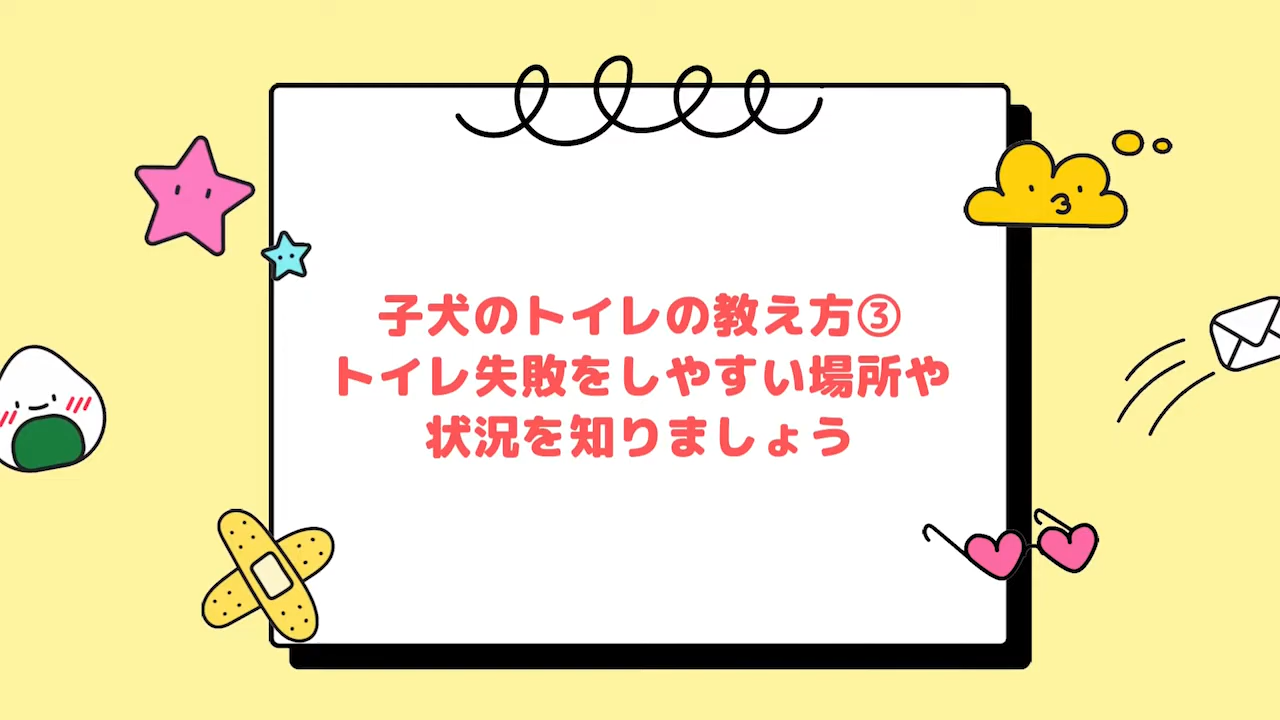 子犬のトイレの教え方③
トイレ失敗をしやすい場所や
状況を知りましょう